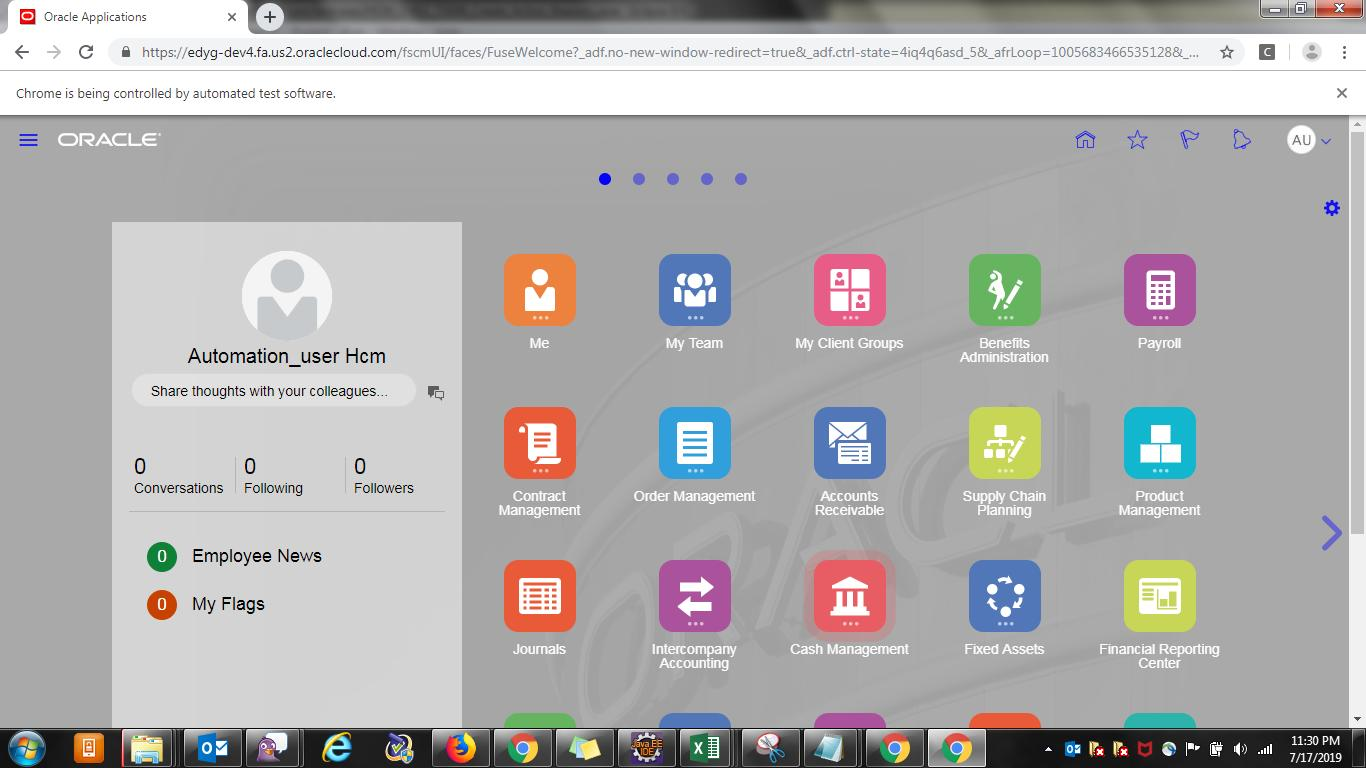 Oracle Applications
https://edyg-dev4.fa.us2.oraclecloud.com/fscmUI/faces/FuseWelcome?_adf.no-new-window-redirect=true&_adf.ctrl-state=4iq4q6asd_5&_afrLoop=10056834665351288&_...
C
Chrome is being controlled by automated test software.
ORACLE
AU
Automation_user Hcm
Share thoughts with your colleagues...
0 0 0
Conversations Following Followers
0 Employee News
0 My Flags
Me My Team My Client Groups Benefits Payroll
Administration
Contract Order Management Accounts Supply Chain Product
Management Receivable Planning Management
Journals Intercompany Cash Management Fixed Assets Financial Reporting
Accounting Center
Java EE
IDE
11:30 PM
7/17/2019